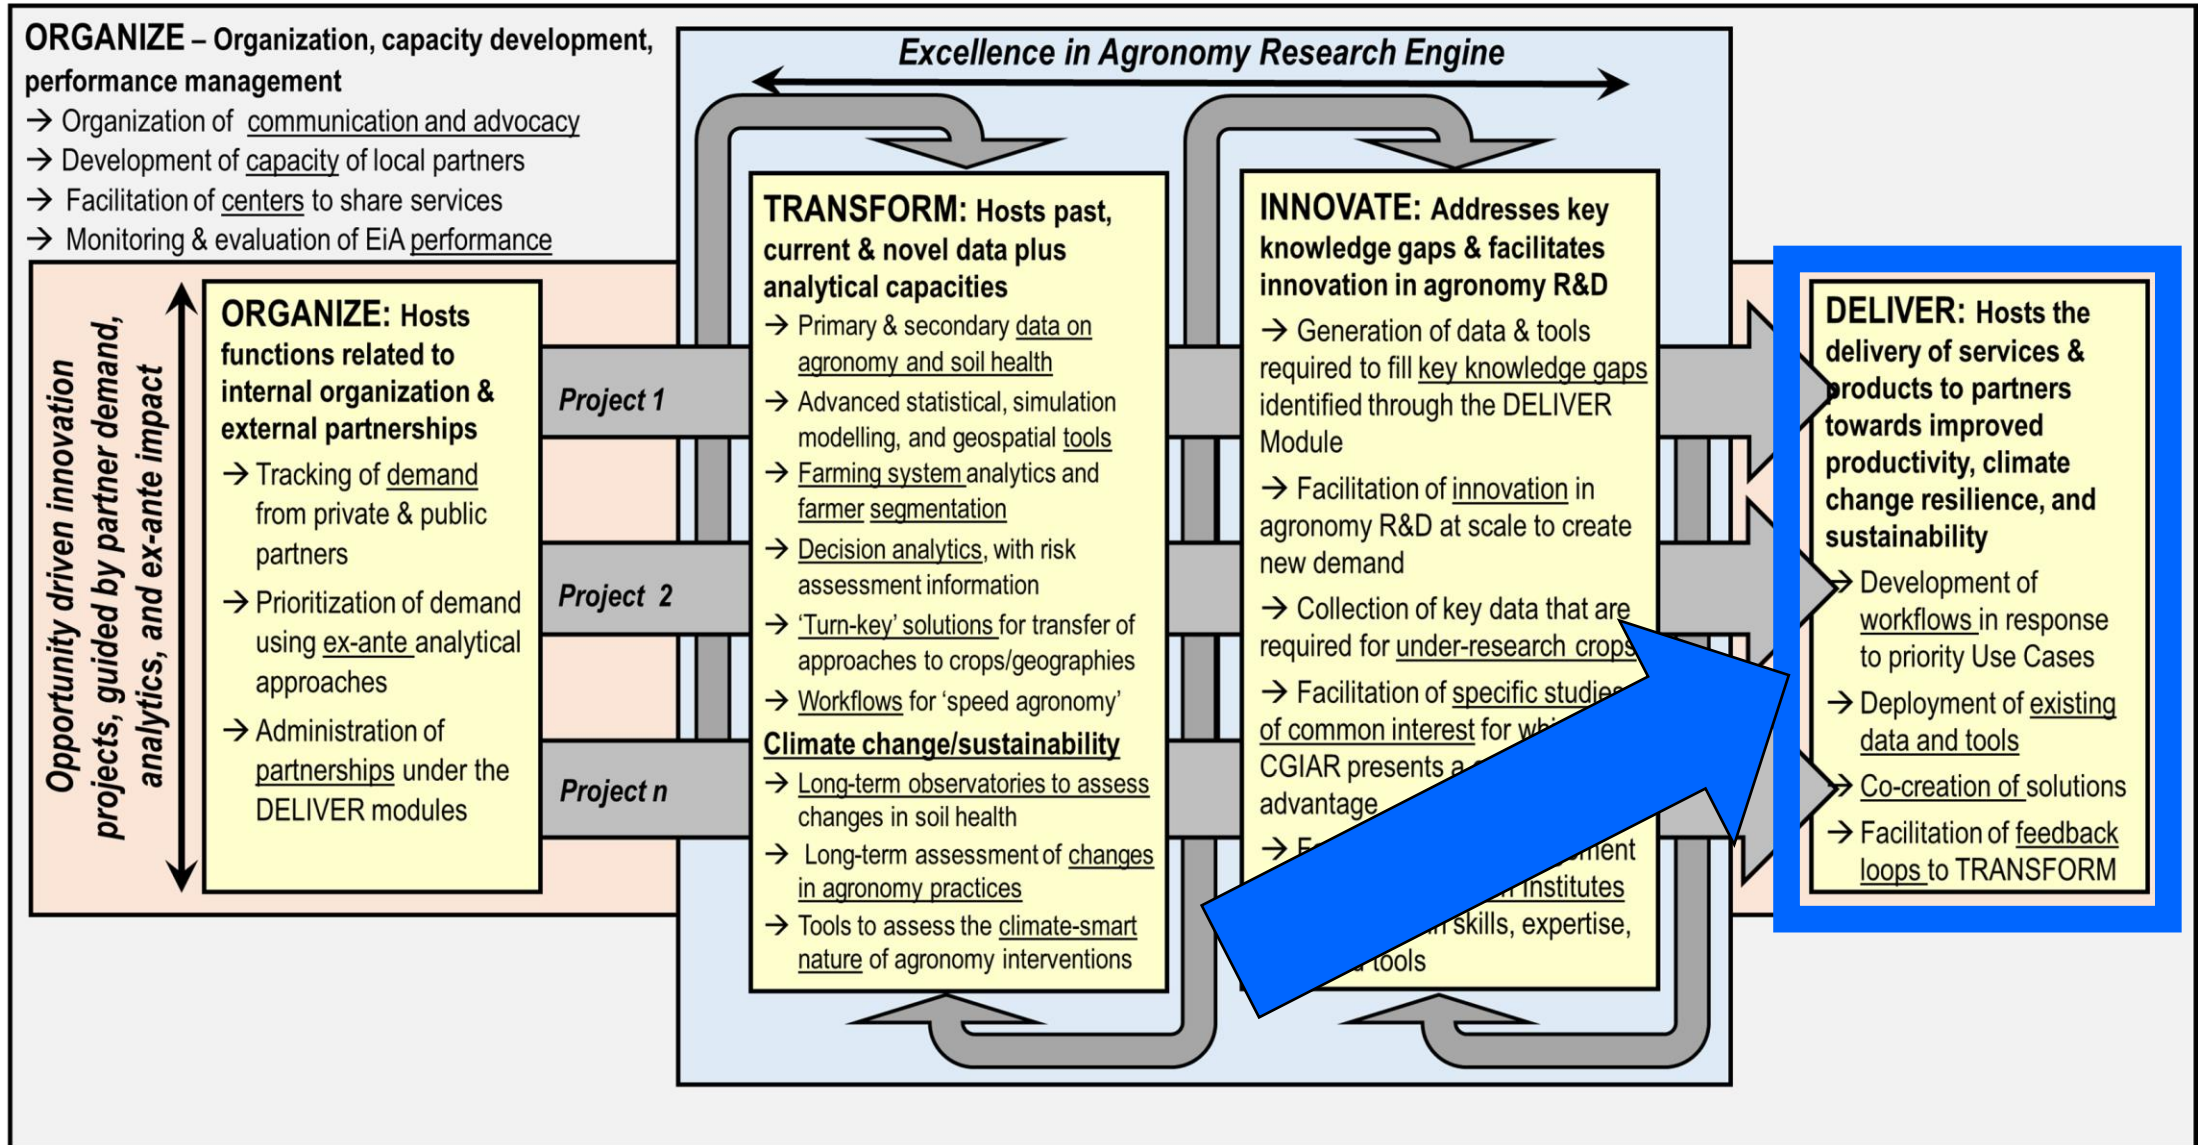 ORGANIZE – Organization, capacity development,
performance management
→ Organization of communication and advocacy
→ Development of capacity of local partners
→ Facilitation of centers to share services
→ Monitoring & evaluation of EiA performance
Excellence in Agronomy Research Engine
Opportunity driven innovation
projects, guided by partner demand,
analytics, and ex-ante impact
ORGANIZE: Hosts
functions related to
internal organization &
external partnerships
→ Tracking of demand
from private & public
partners
→ Prioritization of demand
using ex-ante analytical
approaches
→ Administration of
partnerships under the
DELIVER modules
Project 1
Project 2
Project n
TRANSFORM: Hosts past,
current & novel data plus
analytical capacities
→ Primary & secondary data on
agronomy and soil health
→ Advanced statistical, simulation
modelling, and geospatial tools
→ Farming system analytics and
farmer segmentation
→ Decision analytics, with risk
assessment information
→ ‘Turn-key’ solutions for transfer of
approaches to crops/geographies
→ Workflows for ‘speed agronomy’
Climate change/sustainability
→ Long-term observatories to assess
changes in soil health
→ Long-term assessment of changes
in agronomy practices
→ Tools to assess the climate-smart
nature of agronomy interventions
INNOVATE: Addresses key
knowledge gaps & facilitates
innovation in agronomy R&D
→ Generation of data & tools
required to fill key knowledge gaps
identified through the DELIVER
Module
→ Facilitation of innovation in
agronomy R&D at scale to create
new demand
→ Collection of key data that are
required for under-research crops
→ Facilitation of specific studies
of common interest for
CGIAR presents a
advantage
→
Institutes
skills, expertise,
tools
DELIVER: Hosts the
delivery of services &
products to partners
towards improved
productivity, climate
change resilience, and
sustainability
→ Development of
workflows in response
to priority Use Cases
→ Deployment of existing
data and tools
→ Co-creation of solutions
→ Facilitation of feedback
loops to TRANSFORM